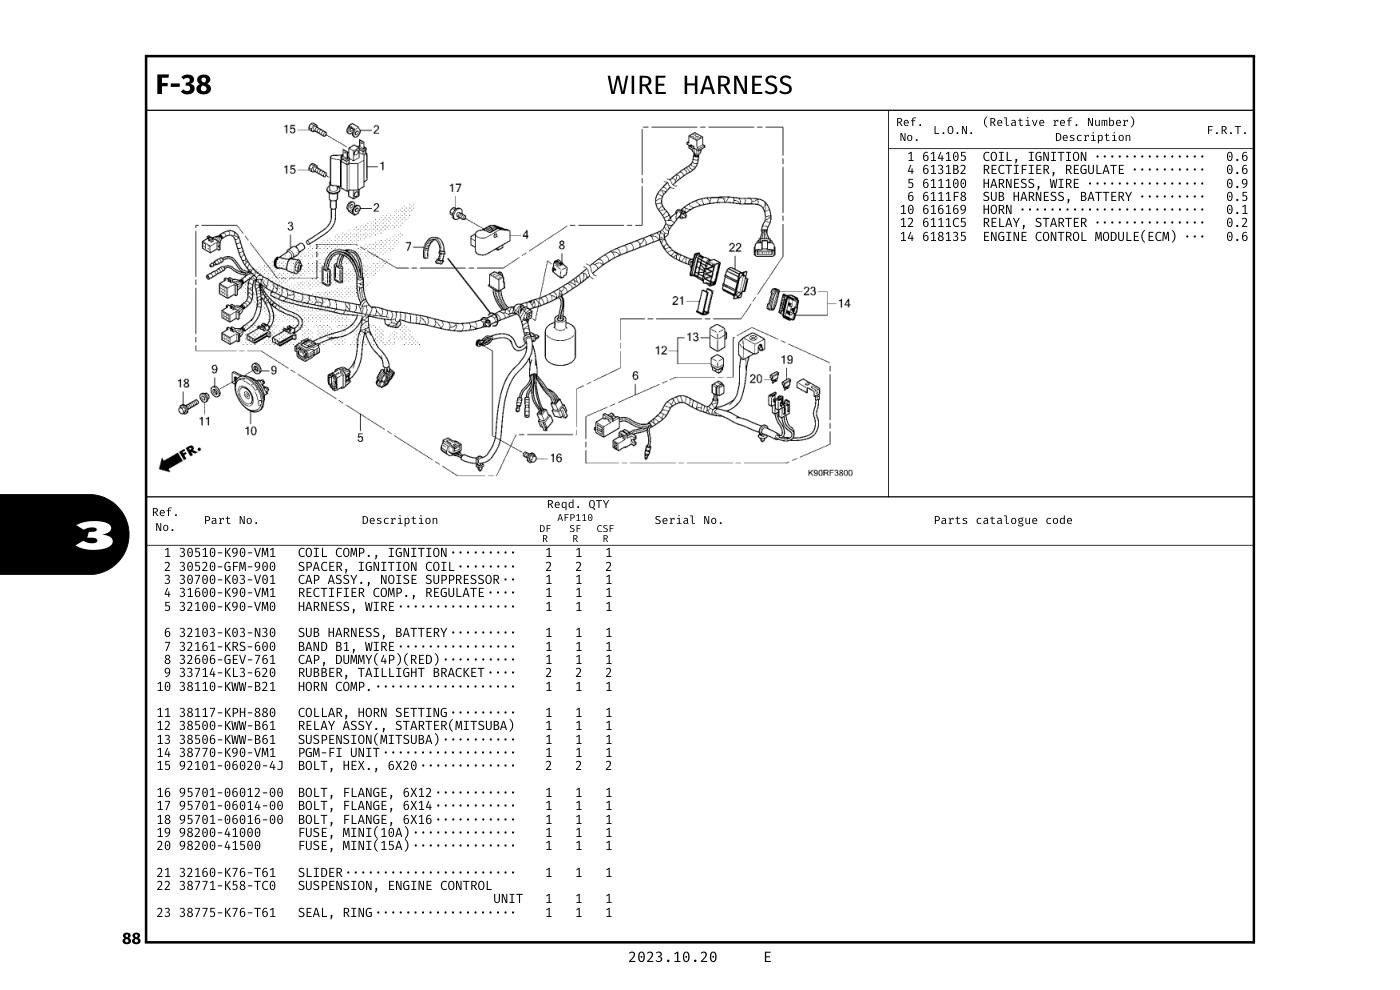 F-38
WIRE HARNESS
15
2
1
15
2
17
3
4
7
8
22
23
14
21
13
12
19
20
6
9
9
18
11
10
5
16
FR.
K90RF3800
Ref. No. L.O.N. (Relative ref. Number) Description F.R.T.
1 614105 COIL, IGNITION ··············· 0.6
4 6131B2 RECTIFIER, REGULATE ·········· 0.6
5 611100 HARNESS, WIRE ················ 0.9
6 6111F8 SUB HARNESS, BATTERY ········· 0.5
10 616169 HORN ························· 0.1
12 6111C5 RELAY, STARTER ··············· 0.2
14 618135 ENGINE CONTROL MODULE(ECM) ··· 0.6
3
Ref. No. Part No. Description Reqd. QTY Serial No. Parts catalogue code
AFP110
DF SF CSF
R R R
1 30510-K90-VM1 COIL COMP., IGNITION········· 1 1 1
2 30520-GFM-900 SPACER, IGNITION COIL········ 2 2 2
3 30700-K03-V01 CAP ASSY., NOISE SUPPRESSOR·· 1 1 1
4 31600-K90-VM1 RECTIFIER COMP., REGULATE···· 1 1 1
5 32100-K90-VM0 HARNESS, WIRE················ 1 1 1
6 32103-K03-N30 SUB HARNESS, BATTERY········· 1 1 1
7 32161-KRS-600 BAND B1, WIRE················ 1 1 1
8 32606-GEV-761 CAP, DUMMY(4P)(RED)·········· 1 1 1
9 33714-KL3-620 RUBBER, TAILLIGHT BRACKET···· 2 2 2
10 38110-KWW-B21 HORN COMP.··················· 1 1 1
11 38117-KPH-880 COLLAR, HORN SETTING········· 1 1 1
12 38500-KWW-B61 RELAY ASSY., STARTER(MITSUBA) 1 1 1
13 38506-KWW-B61 SUSPENSION(MITSUBA)·········· 1 1 1
14 38770-K90-VM1 PGM-FI UNIT·················· 1 1 1
15 92101-06020-4J BOLT, HEX., 6X20············· 2 2 2
16 95701-06012-00 BOLT, FLANGE, 6X12··········· 1 1 1
17 95701-06014-00 BOLT, FLANGE, 6X14··········· 1 1 1
18 95701-06016-00 BOLT, FLANGE, 6X16··········· 1 1 1
19 98200-41000 FUSE, MINI(10A)·············· 1 1 1
20 98200-41500 FUSE, MINI(15A)·············· 1 1 1
21 32160-K76-T61 SLIDER······················· 1 1 1
22 38771-K58-TC0 SUSPENSION, ENGINE CONTROL
UNIT 1 1 1
23 38775-K76-T61 SEAL, RING··················· 1 1 1
88
2023.10.20 E